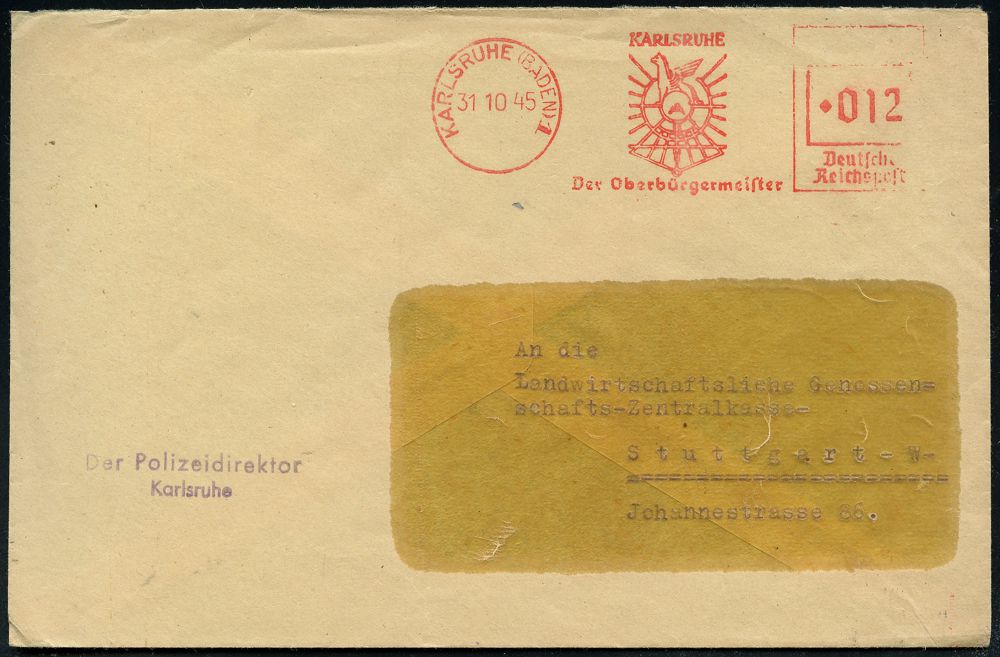 KARLSRUHE (BADEN) 1
31 10 45
KARLSRUHE
Der Oberbürgermeiſter
012
Deutſche
Reichspoſt
An die
Landwirtschaftsliche Genossen=
schafts-Zentralkasse-
Stuttgart-W-
Johannestrasse 86.
Der Polizeidirektor
Karlsruhe